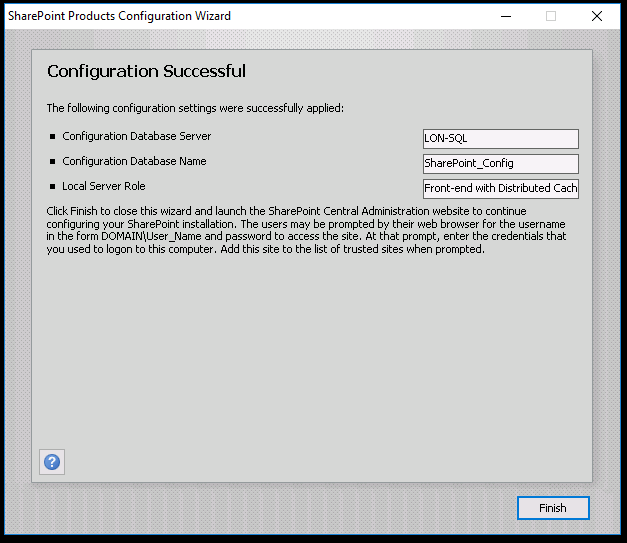 SharePoint Products Configuration Wizard
Configuration Successful
The following configuration settings were successfully applied:
Configuration Database Server
LON-SQL
Configuration Database Name
SharePoint_Config
Local Server Role
Front-end with Distributed Cach
Click Finish to close this wizard and launch the SharePoint Central Administration website to continue
configuring your SharePoint installation. The users may be prompted by their web browser for the username
in the form DOMAIN\User_Name and password to access the site. At that prompt, enter the credentials that
you used to logon to this computer. Add this site to the list of trusted sites when prompted.
?
Finish